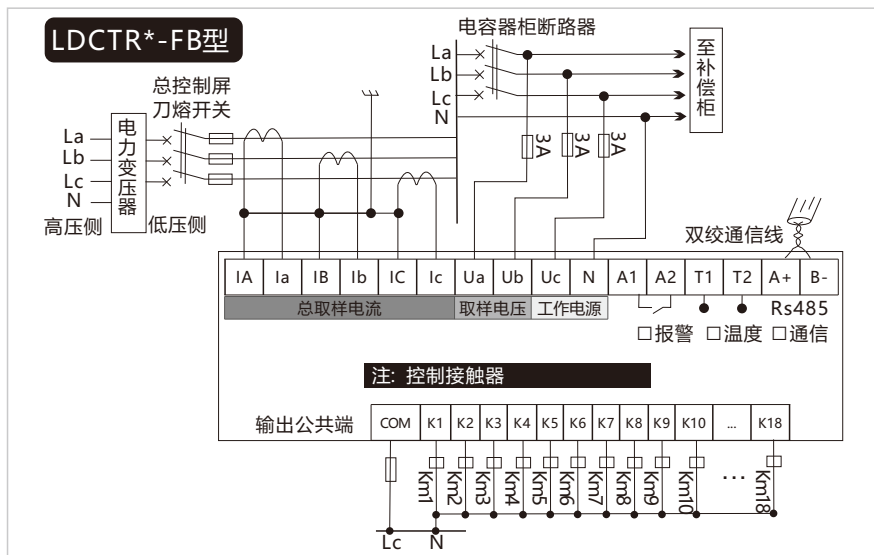 LDCTR*-FB型
电容器柜断路器
La
Lb
Lc
N
至补偿柜
总控制屏
刀熔开关
电力变压器
La
Lb
Lc
N
高压侧
低压侧
3A
3A
3A
双绞通信线
IA Ia IB Ib IC Ic Ua Ub Uc N A1 A2 T1 T2 A+ B-
总取样电流 取样电压 工作电源
Rs485
□报警 □温度 □通信
注: 控制接触器
输出公共端
COM K1 K2 K3 K4 K5 K6 K7 K8 K9 K10 ... K18
Km1 Km2 Km3 Km4 Km5 Km6 Km7 Km8 Km9 Km10 ··· Km18
Lc N